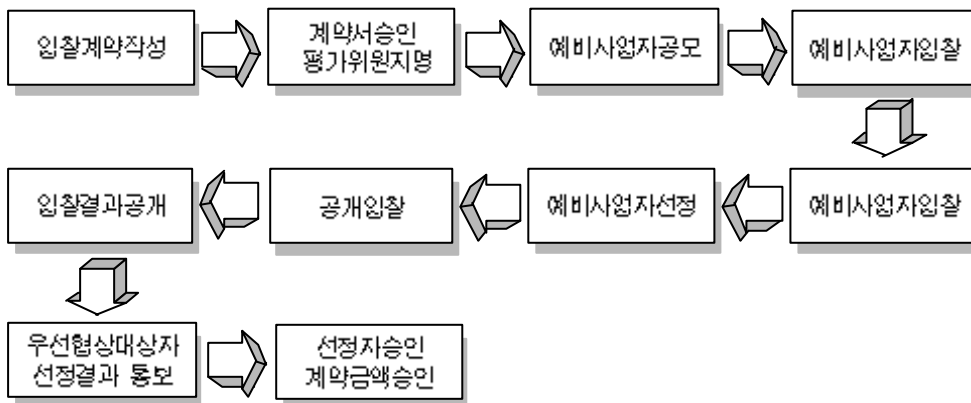 입찰계약작성
계약서승인
평가위원지명
예비사업자공모
예비사업자입찰
예비사업자입찰
예비사업자선정
공개입찰
입찰결과공개
우선협상대상자
선정결과 통보
선정자승인
계약금액승인